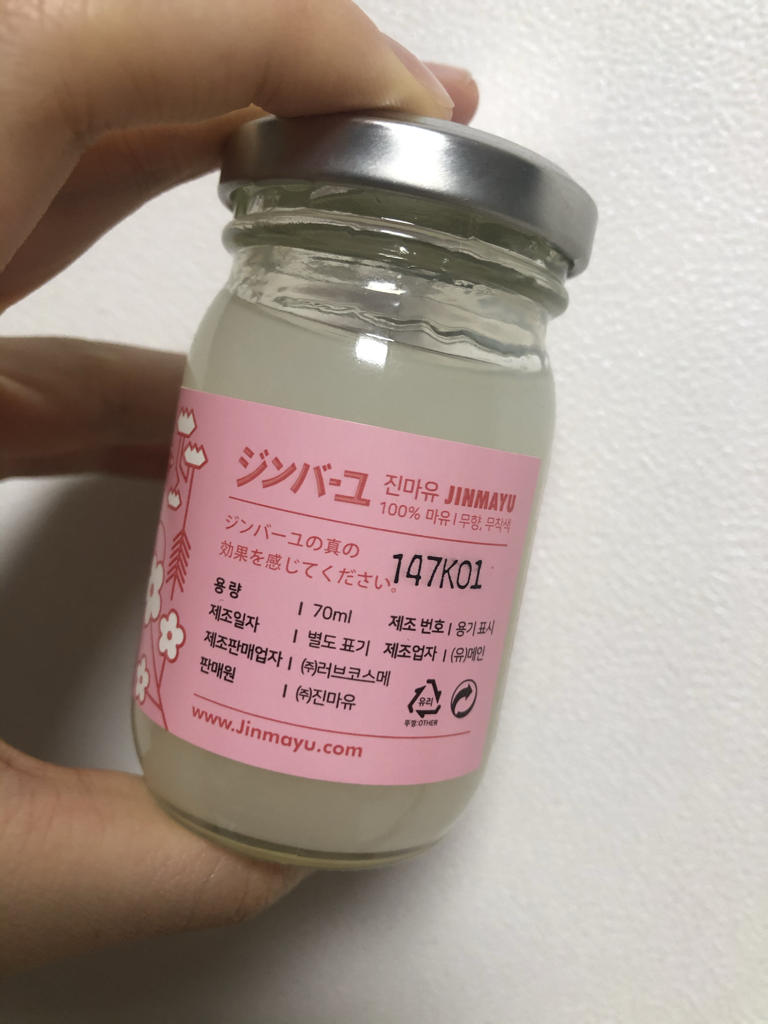 ジンバーユ 진마유 JINMAYU
100% 마유 | 무향, 무착색
ジンバーユの真の
効果を感じてください。
147K01
용량 | 70ml
제조일자 | 별도 표기
제조판매업자 | ㈜러브코스메
판매원 | ㈜진마유
제조 번호 | 용기 표시
제조업자 | (유)메인
유리
뚜껑:OTHER
www.Jinmayu.com